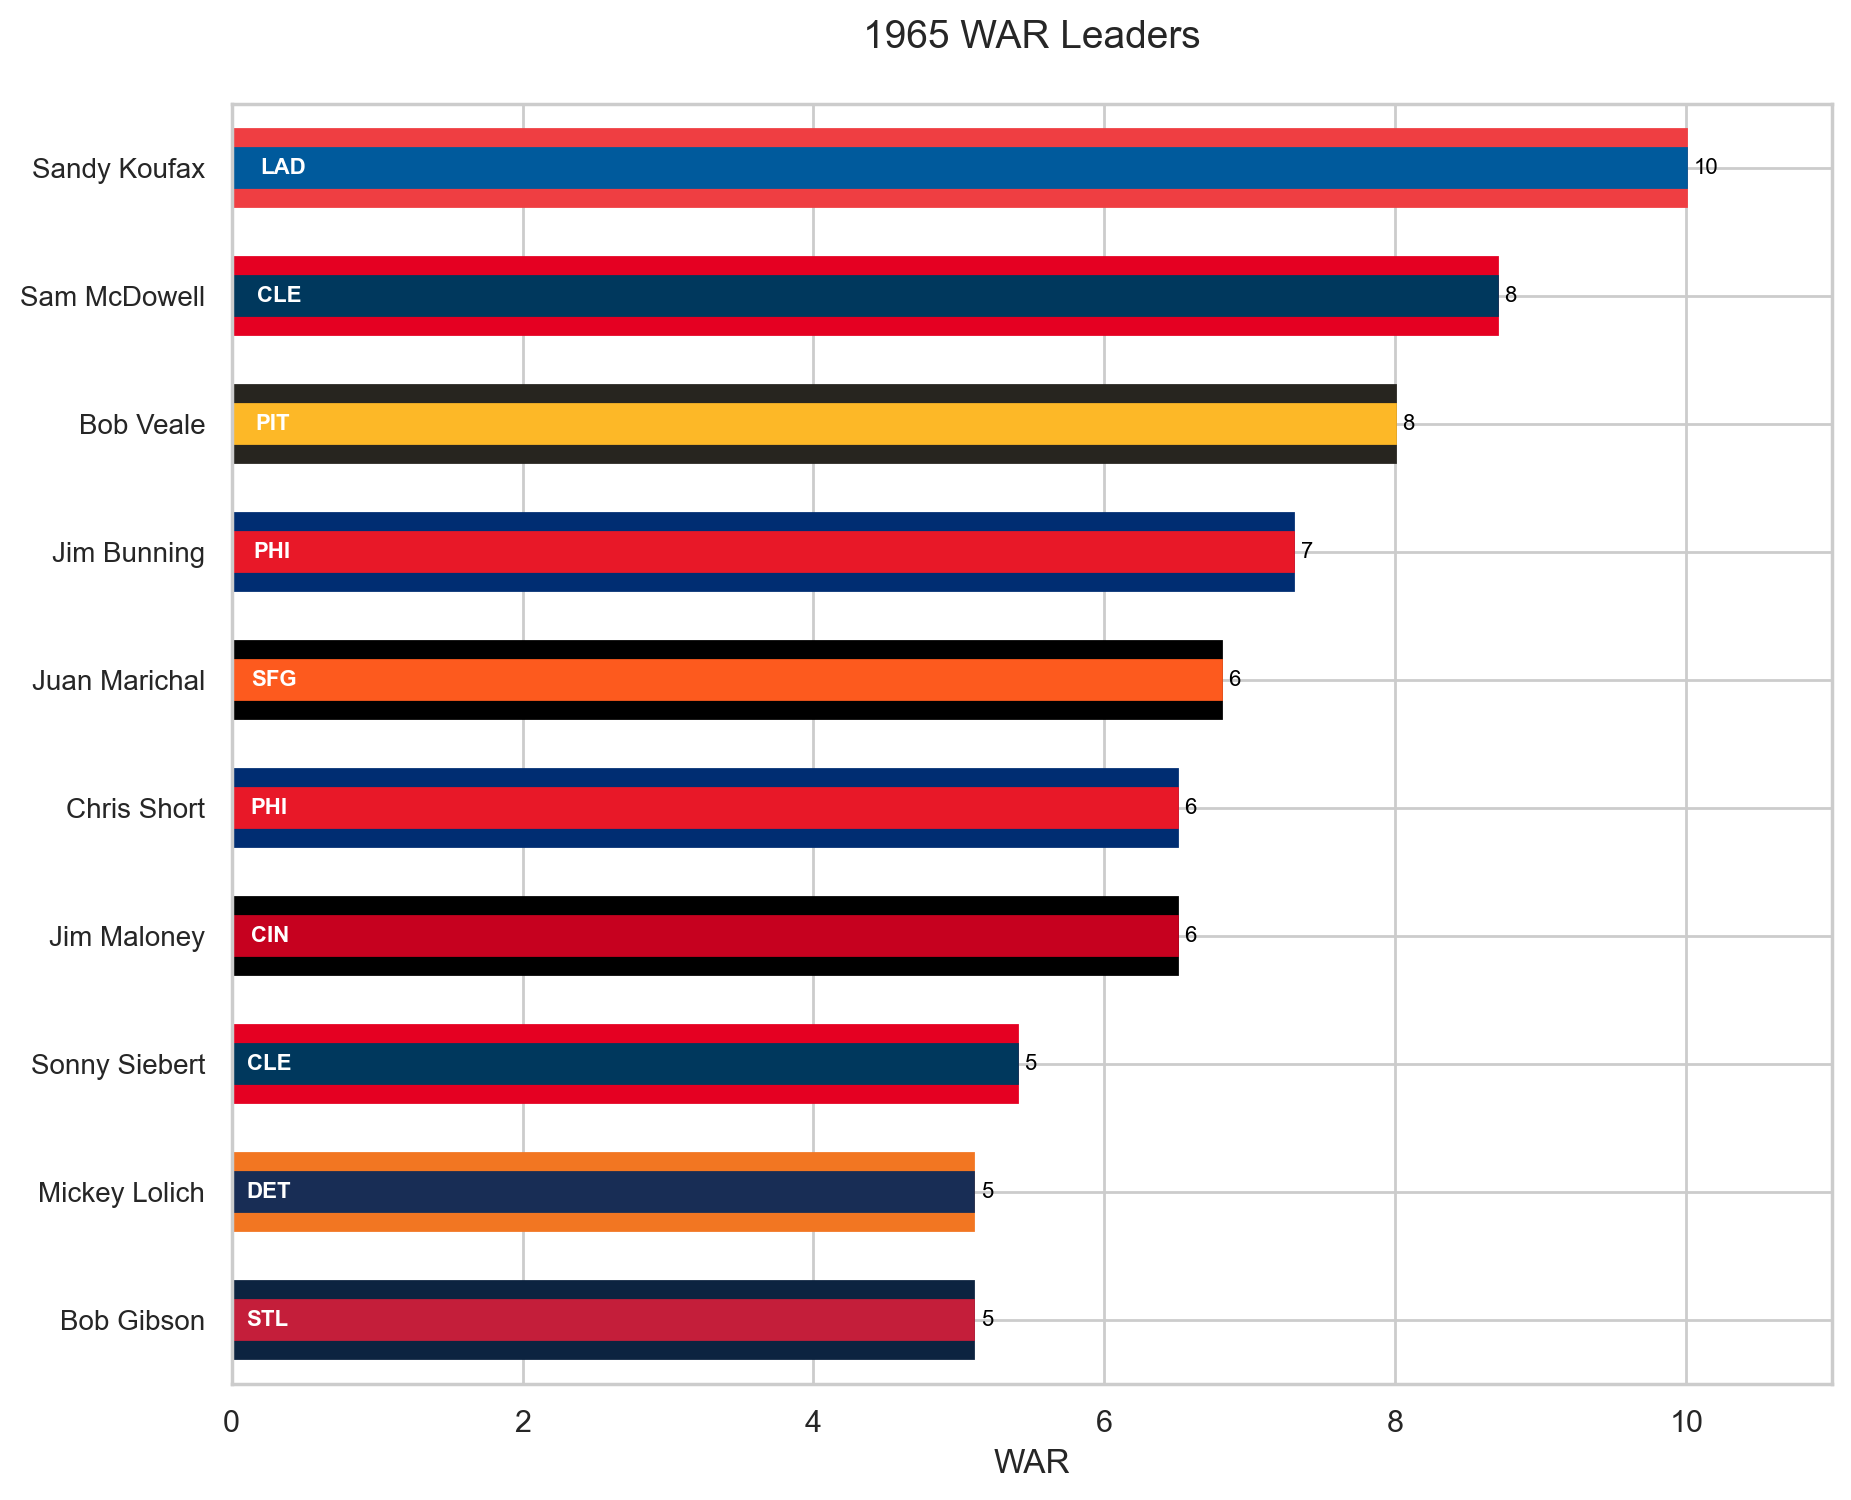 1965 WAR Leaders
Sandy Koufax LAD 10
Sam McDowell CLE 8
Bob Veale PIT 8
Jim Bunning PHI 7
Juan Marichal SFG 6
Chris Short PHI 6
Jim Maloney CIN 6
Sonny Siebert CLE 5
Mickey Lolich DET 5
Bob Gibson STL 5
0 2 4 6 8 10
WAR